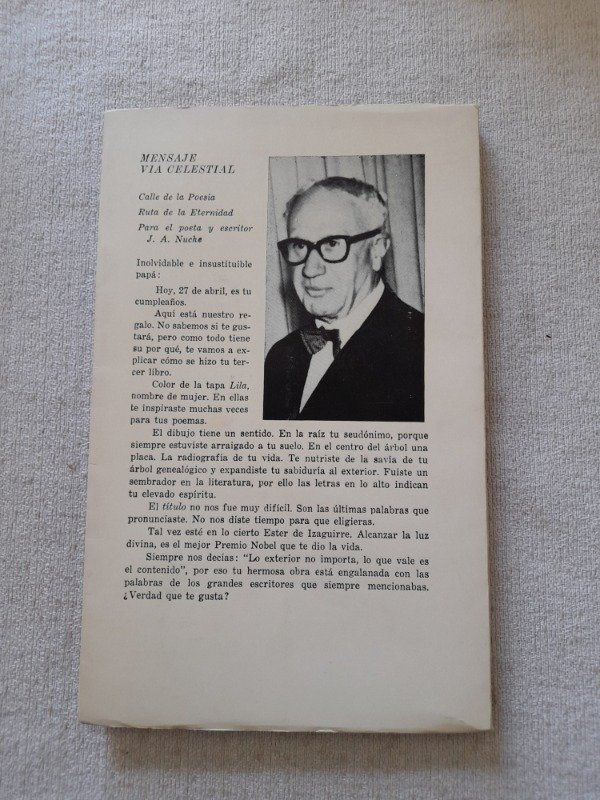 MENSAJE
VIA CELESTIAL
Calle de la Poesía
Ruta de la Eternidad
Para el poeta y escritor
J. A. Nuche
Inolvidable e insustituible
papá:
Hoy, 27 de abril, es tu
cumpleaños.
Aquí está nuestro re-
galo. No sabemos si te gus-
tará, pero como todo tiene
su por qué, te vamos a ex-
plicar cómo se hizo tu ter-
cer libro.
Color de la tapa Lila,
nombre de mujer. En ellas
te inspiraste muchas veces
para tus poemas.
El dibujo tiene un sentido. En la raíz tu seudónimo, porque
siempre estuviste arraigado a tu suelo. En el centro del árbol una
placa. La radiografía de tu vida. Te nutriste de la savia de tu
árbol genealógico y expandiste tu sabiduría al exterior. Fuiste un
sembrador en la literatura, por ello las letras en lo alto indican
tu elevado espíritu.
El título no nos fue muy difícil. Son las últimas palabras que
pronunciaste. No nos diste tiempo para que eligieras.
Tal vez esté en lo cierto Ester de Izaguirre. Alcanzar la luz
divina, es el mejor Premio Nobel que te dio la vida.
Siempre nos decías: "Lo exterior no importa, lo que vale es
el contenido", por eso tu hermosa obra está engalanada con las
palabras de los grandes escritores que siempre mencionabas.
¿Verdad que te gusta?